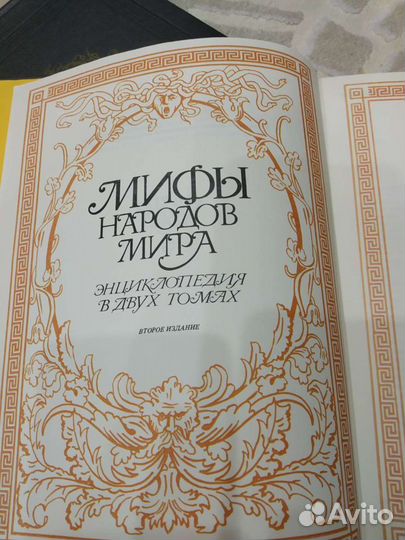 МИФЫ
НАРОДОВ
МИРА
ЭНЦИКЛОПЕДИЯ
В ДВУХ ТОМАХ
ВТОРОЕ ИЗДАНИЕ
Avito